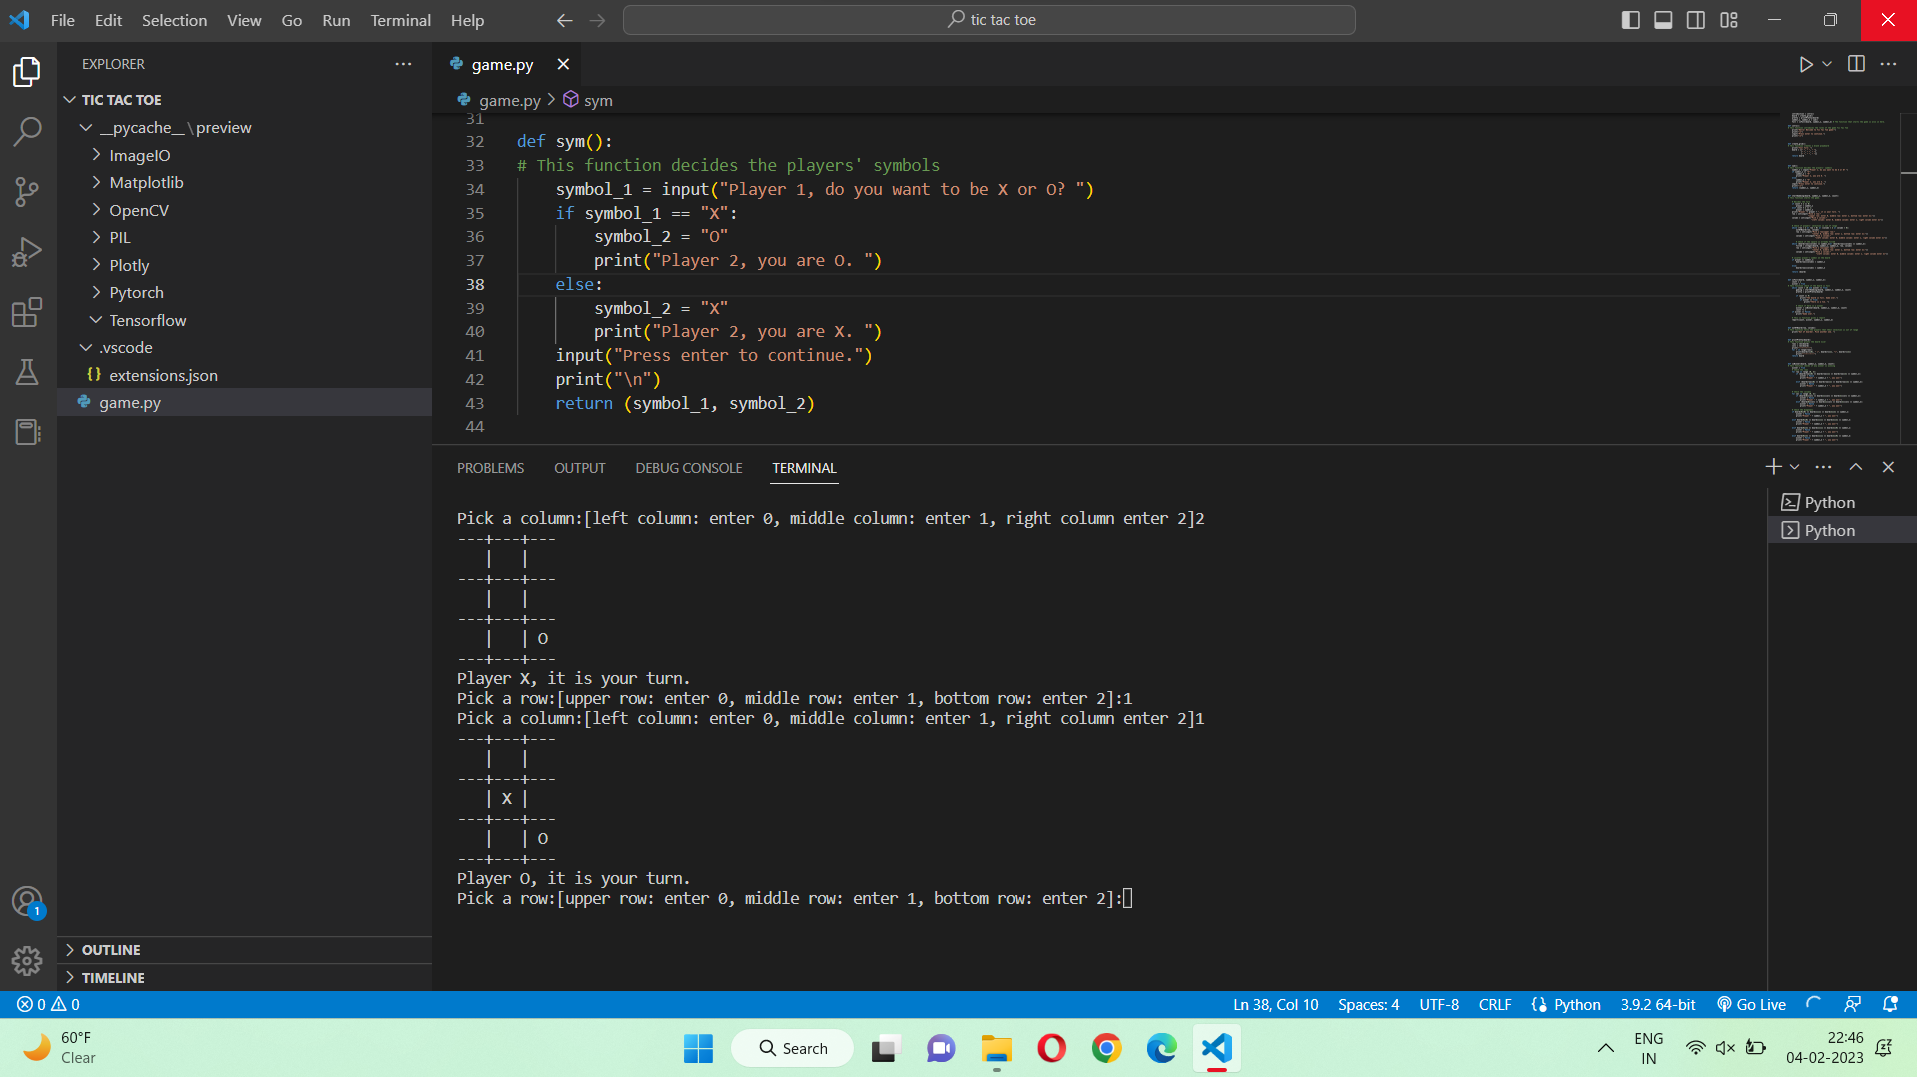 File Edit Selection View Go Run Terminal Help
tic tac toe
EXPLORER
TIC TAC TOE
__pycache__\preview
ImageIO
Matplotlib
OpenCV
PIL
Plotly
Pytorch
Tensorflow
.vscode
{} extensions.json
game.py
OUTLINE
TIMELINE
1
game.py
game.py > sym
31
32 def sym():
33 # This function decides the players' symbols
34     symbol_1 = input("Player 1, do you want to be X or O? ")
35     if symbol_1 == "X":
36         symbol_2 = "O"
37         print("Player 2, you are O. ")
38     else:
39         symbol_2 = "X"
40         print("Player 2, you are X. ")
41     input("Press enter to continue.")
42     print("\n")
43     return (symbol_1, symbol_2)
44
PROBLEMS OUTPUT DEBUG CONSOLE TERMINAL
Python
Python
Pick a column:[left column: enter 0, middle column: enter 1, right column enter 2]2
---+---+---
   |   |
---+---+---
   |   |
---+---+---
   |   | O
---+---+---
Player X, it is your turn.
Pick a row:[upper row: enter 0, middle row: enter 1, bottom row: enter 2]:1
Pick a column:[left column: enter 0, middle column: enter 1, right column enter 2]1
---+---+---
   |   |
---+---+---
   | X |
---+---+---
   |   | O
---+---+---
Player O, it is your turn.
Pick a row:[upper row: enter 0, middle row: enter 1, bottom row: enter 2]:
0 0 Ln 38, Col 10 Spaces: 4 UTF-8 CRLF Python 3.9.2 64-bit Go Live
60°F
Clear
Search
ENG
IN
22:46
04-02-2023